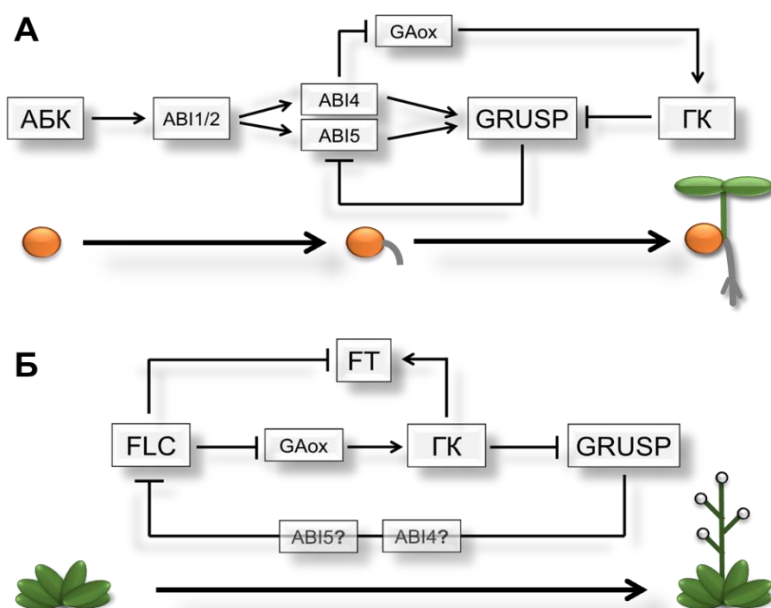 А
GAox
АБК
ABI1/2
ABI4
ABI5
GRUSP
ГК
Б
FT
FLC
GAox
ГК
GRUSP
ABI5?
ABI4?